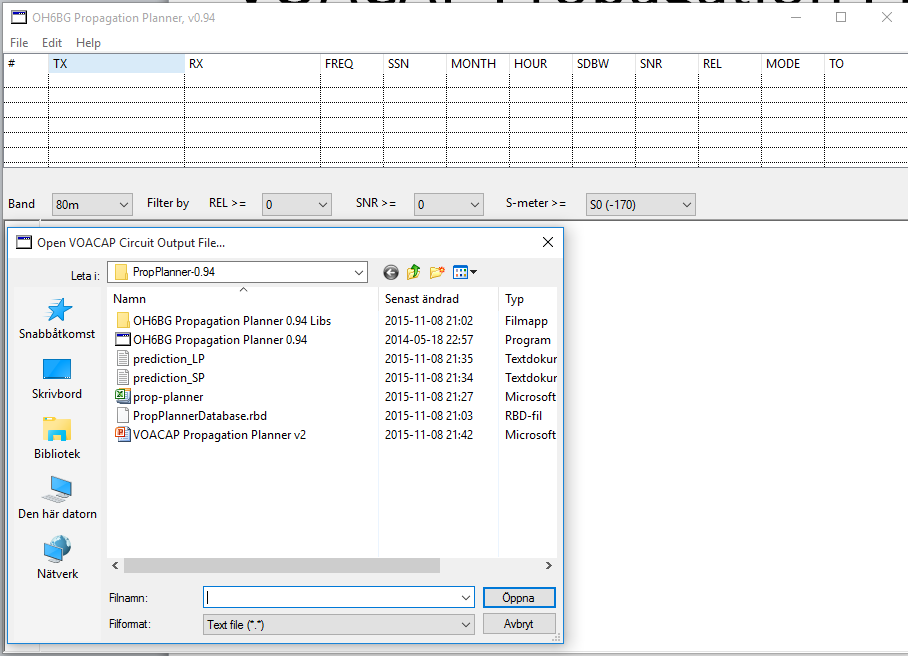 OH6BG Propagation Planner, v0.94
File Edit Help
# TX RX FREQ SSN MONTH HOUR SDBW SNR REL MODE TO
Band 80m Filter by REL >= 0 SNR >= 0 S-meter >= S0 (-170)
Open VOACAP Circuit Output File...
Leta i: PropPlanner-0.94
Namn Senast ändrad Typ
OH6BG Propagation Planner 0.94 Libs 2015-11-08 21:02 Filmapp
OH6BG Propagation Planner 0.94 2014-05-18 22:57 Program
prediction_LP 2015-11-08 21:35 Textdokur
prediction_SP 2015-11-08 21:34 Textdokur
prop-planner 2015-11-08 21:27 Microsoft
PropPlannerDatabase.rbd 2015-11-08 21:03 RBD-fil
VOACAP Propagation Planner v2 2015-11-08 21:42 Microsoft
Snabbåtkomst
Skrivbord
Bibliotek
Den här datorn
Nätverk
Filnamn: Öppna
Filformat: Text file (*.*) Avbryt